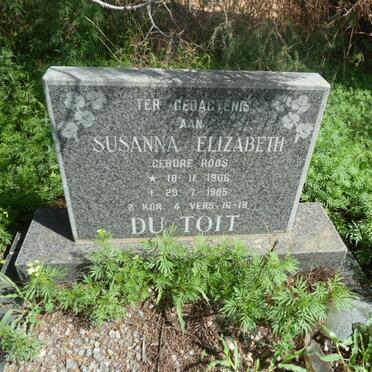 TER GEDAGTENIS
AAN
SUSANNA ELIZABETH
GEBORE ROOS
* 18·11·1906
+ 29·7·1985
2 KOR. 4 VERS 16-18
DU TOIT